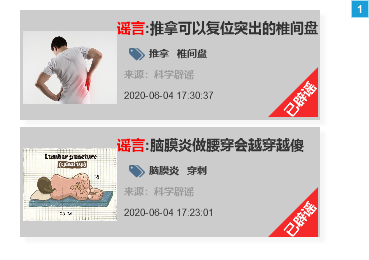 1
谣言:推拿可以复位突出的椎间盘
推拿 椎间盘
来源：科学辟谣
2020-06-04 17:30:37
已辟谣
谣言:脑膜炎做腰穿会越穿越傻
Lumbar puncture
脑膜炎 穿刺
来源：科学辟谣
2020-06-04 17:23:01
已辟谣